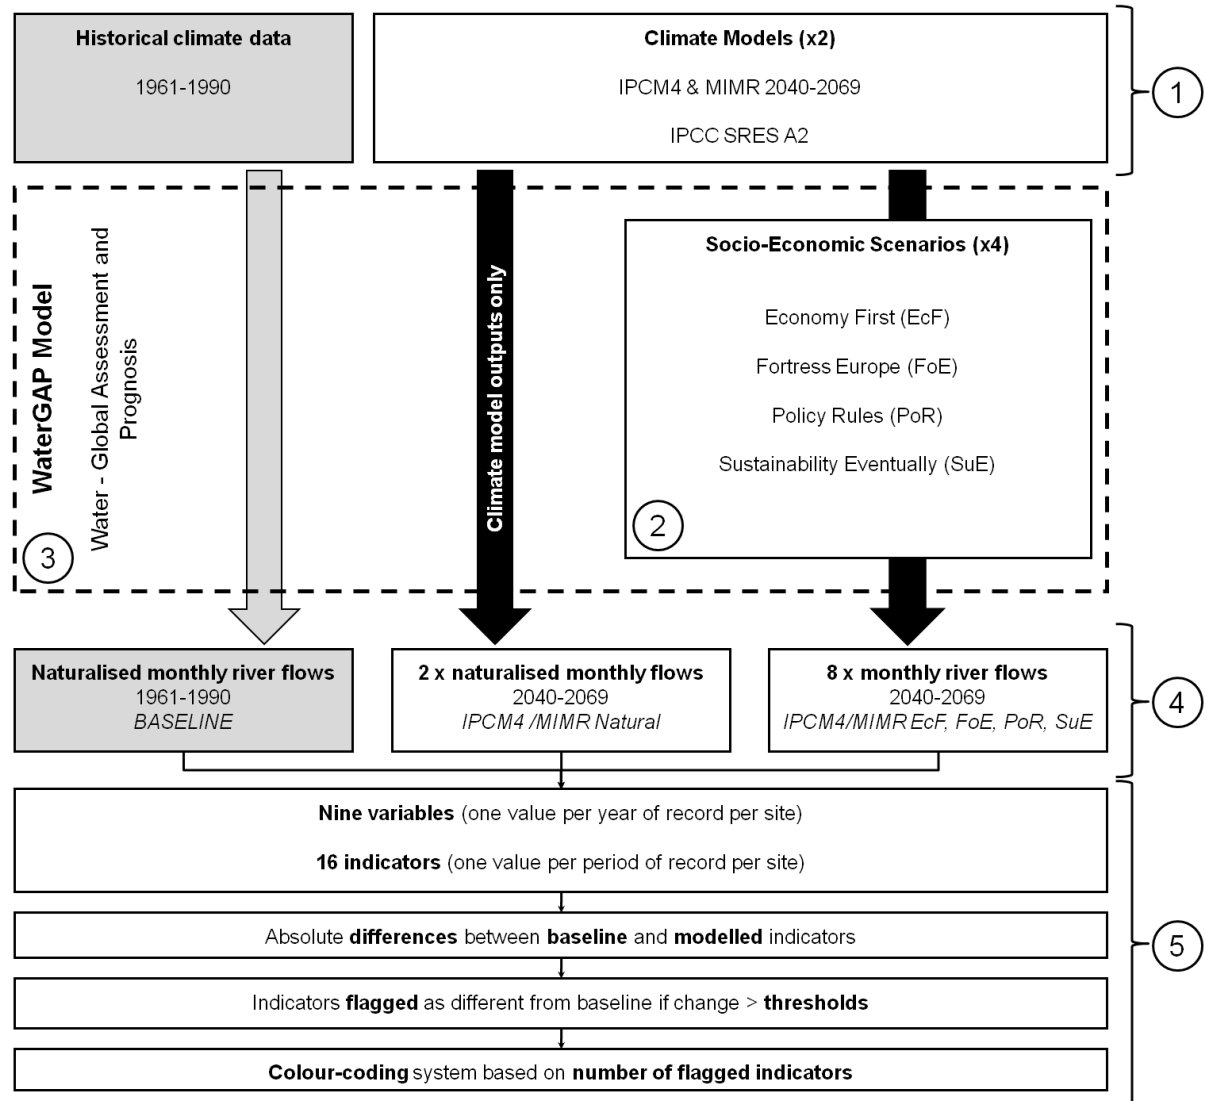 Historical climate data
1961-1990
Climate Models (x2)
IPCM4 & MIMR 2040-2069
IPCC SRES A2
1
WaterGAP Model
Water - Global Assessment and
Prognosis
3
Climate model outputs only
Socio-Economic Scenarios (x4)
Economy First (EcF)
Fortress Europe (FoE)
Policy Rules (PoR)
Sustainability Eventually (SuE)
2
Naturalised monthly river flows
1961-1990
BASELINE
2 x naturalised monthly flows
2040-2069
IPCM4 /MIMR Natural
8 x monthly river flows
2040-2069
IPCM4/MIMR EcF, FoE, PoR, SuE
4
Nine variables (one value per year of record per site)
16 indicators (one value per period of record per site)
Absolute differences between baseline and modelled indicators
Indicators flagged as different from baseline if change > thresholds
Colour-coding system based on number of flagged indicators
5